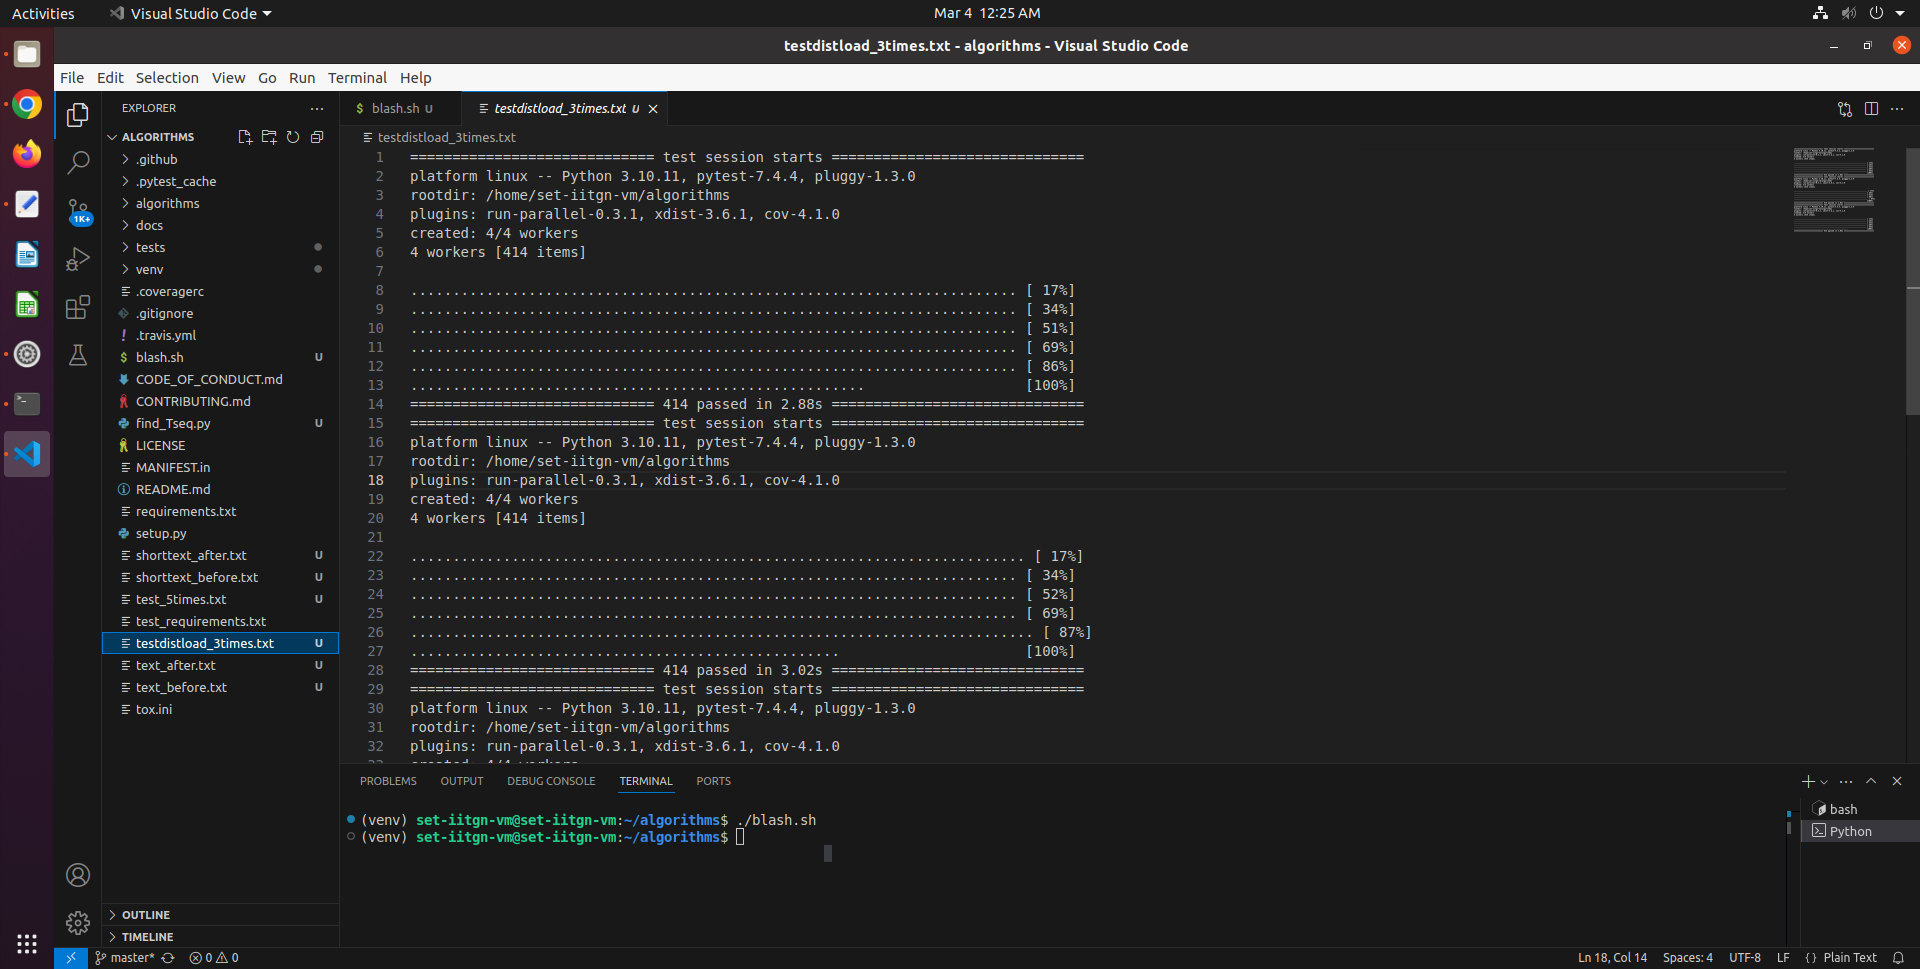 Activities
Visual Studio Code
Mar 4 12:25 AM
testdistload_3times.txt - algorithms - Visual Studio Code
File Edit Selection View Go Run Terminal Help
1K+
EXPLORER
ALGORITHMS
.github
.pytest_cache
algorithms
docs
tests
venv
.coveragerc
.gitignore
.travis.yml
blash.sh U
CODE_OF_CONDUCT.md
CONTRIBUTING.md
find_Tseq.py U
LICENSE
MANIFEST.in
README.md
requirements.txt
setup.py
shorttext_after.txt U
shorttext_before.txt U
test_5times.txt U
test_requirements.txt
testdistload_3times.txt U
text_after.txt U
text_before.txt U
tox.ini
OUTLINE
TIMELINE
$ blash.sh U
testdistload_3times.txt U
testdistload_3times.txt
1 ============================= test session starts ==============================
2 platform linux -- Python 3.10.11, pytest-7.4.4, pluggy-1.3.0
3 rootdir: /home/set-iitgn-vm/algorithms
4 plugins: run-parallel-0.3.1, xdist-3.6.1, cov-4.1.0
5 created: 4/4 workers
6 4 workers [414 items]
7
8 ........................................................................ [ 17%]
9 ........................................................................ [ 34%]
10 ........................................................................ [ 51%]
11 ........................................................................ [ 69%]
12 ........................................................................ [ 86%]
13 ...................................................... [100%]
14 ============================= 414 passed in 2.88s ==============================
15 ============================= test session starts ==============================
16 platform linux -- Python 3.10.11, pytest-7.4.4, pluggy-1.3.0
17 rootdir: /home/set-iitgn-vm/algorithms
18 plugins: run-parallel-0.3.1, xdist-3.6.1, cov-4.1.0
19 created: 4/4 workers
20 4 workers [414 items]
21
22 ......................................................................... [ 17%]
23 ........................................................................ [ 34%]
24 ........................................................................ [ 52%]
25 ........................................................................ [ 69%]
26 .......................................................................... [ 87%]
27 ................................................... [100%]
28 ============================= 414 passed in 3.02s ==============================
29 ============================= test session starts ==============================
30 platform linux -- Python 3.10.11, pytest-7.4.4, pluggy-1.3.0
31 rootdir: /home/set-iitgn-vm/algorithms
32 plugins: run-parallel-0.3.1, xdist-3.6.1, cov-4.1.0
PROBLEMS OUTPUT DEBUG CONSOLE TERMINAL PORTS
(venv) set-iitgn-vm@set-iitgn-vm:~/algorithms$ ./blash.sh
(venv) set-iitgn-vm@set-iitgn-vm:~/algorithms$
bash
Python
master* 0 0
Ln 18, Col 14 Spaces: 4 UTF-8 LF {} Plain Text